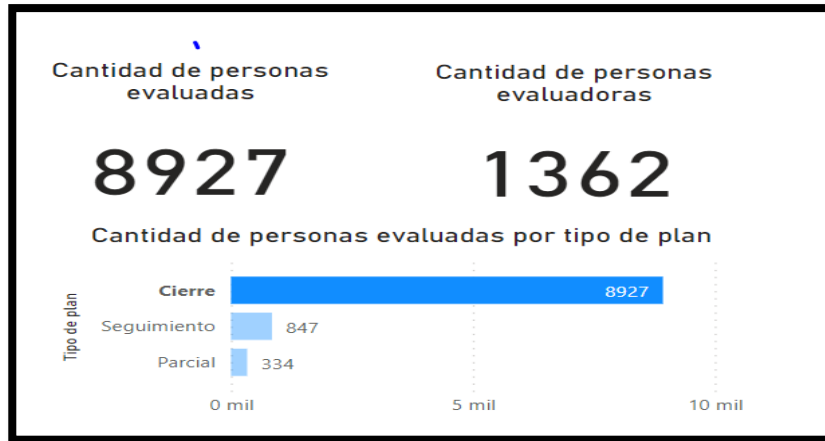 Cantidad de personas
evaluadas
Cantidad de personas
evaluadoras
8927
1362
Cantidad de personas evaluadas por tipo de plan
Tipo de plan
Cierre
8927
Seguimiento
847
Parcial
334
0 mil
5 mil
10 mil